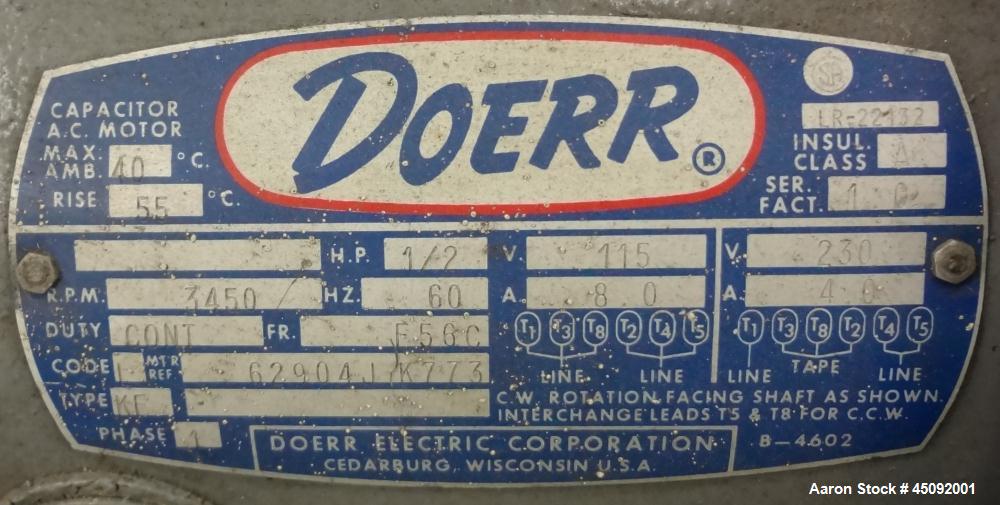 DOERR ®
CAPACITOR
A.C. MOTOR
MAX. AMB. 40 °C.
RISE 55 °C.
LR-22132
INSUL. CLASS A
SER. FACT. 1.0
H.P. 1/2
R.P.M. 3450 / HZ. 60
DUTY CONT FR. F56C
CODE MTR REF 62904J/K773
TYPE
PHASE 1
V. 115
A. 8.0
T1 T3 T8 T2 T4 T5
LINE LINE
V. 230
A. 4.0
T1 T3 T8 T2 T4 T5
LINE TAPE LINE
C.W. ROTATION FACING SHAFT AS SHOWN.
INTERCHANGE LEADS T5 & T8 FOR C.C.W.
DOERR ELECTRIC CORPORATION
CEDARBURG, WISCONSIN U.S.A.
B-4602
Aaron Stock # 45092001